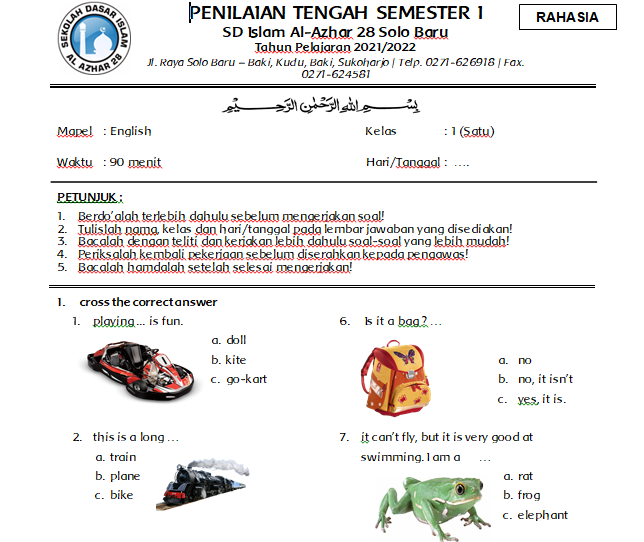 PENILAIAN TENGAH SEMESTER 1
RAHASIA
SD Islam Al-Azhar 28 Solo Baru
Tahun Pelajaran 2021/2022
Jl. Raya Solo Baru – Baki, Kudu, Baki, Sukoharjo | Telp. 0271-626918 | Fax.
0271-624581
SEKOLAH DASAR ISLAM
AL AZHAR 28
بِسْمِ اللهِ الرَّحْمٰنِ الرَّحِيْمِ
Mapel : English
Kelas : 1 (Satu)
Waktu : 90 menit
Hari/Tanggal : ....
PETUNJUK :
1. Berdo’alah terlebih dahulu sebelum mengerjakan soal!
2. Tulislah nama, kelas dan hari/tanggal pada lembar jawaban yang disediakan!
3. Bacalah dengan teliti dan kerjakan lebih dahulu soal-soal yang lebih mudah!
4. Periksalah kembali pekerjaan sebelum diserahkan kepada pengawas!
5. Bacalah hamdalah setelah selesai mengerjakan!
1. cross the correct answer
1. playing ... is fun.
a. doll
b. kite
c. go-kart
2. this is a long ...
a. train
b. plane
c. bike
6. Is it a bag? ...
a. no
b. no, it isn’t
c. yes, it is.
7. it can’t fly, but it is very good at
swimming. I am a ...
a. rat
b. frog
c. elephant